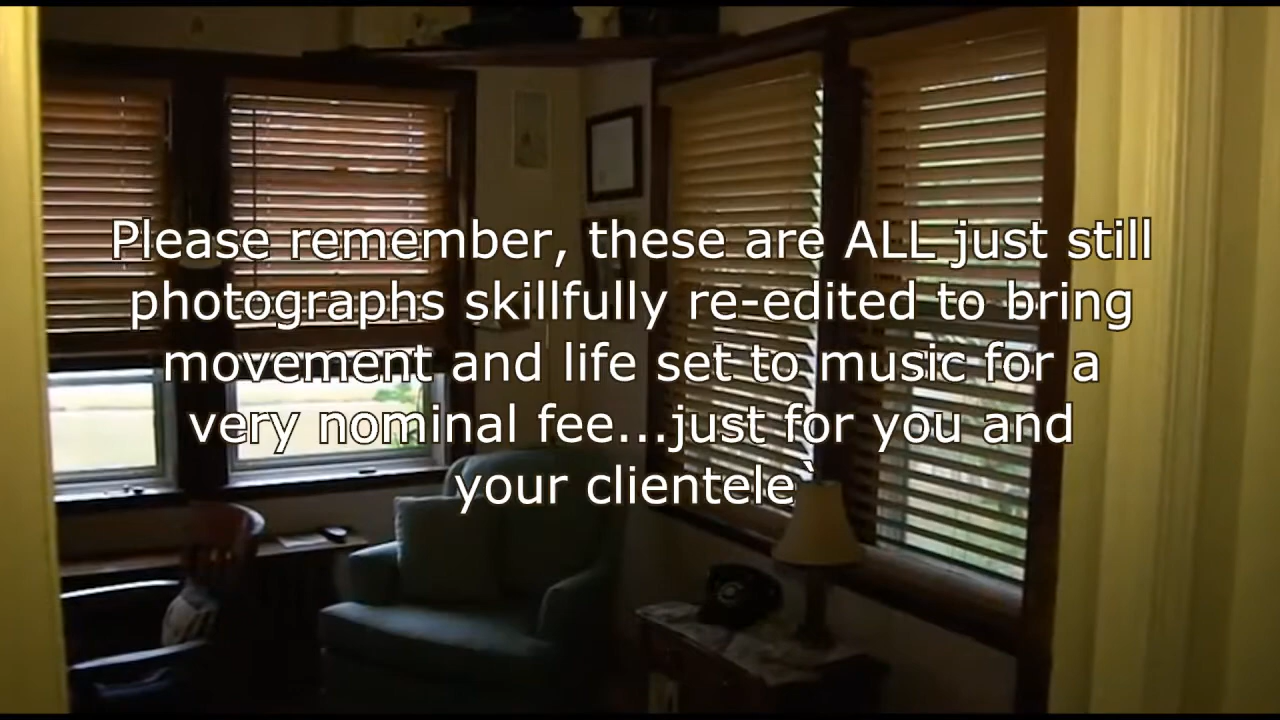 Please remember, these are ALL just still
photographs skillfully re-edited to bring
movement and life set to music for a
very nominal fee...just for you and
your clientele`